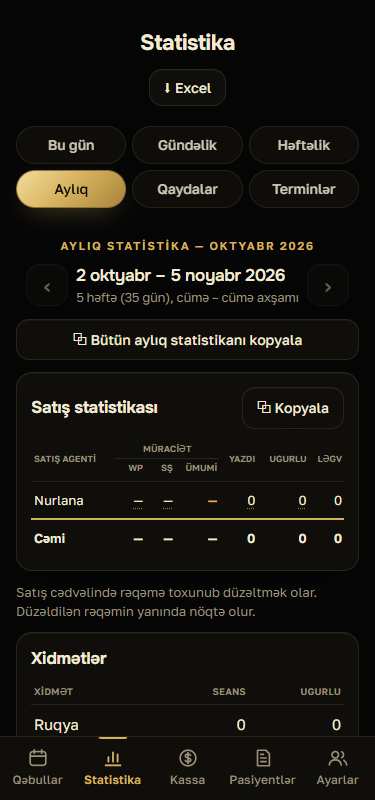 Statistika
⭳ Excel
Bu gün Gündəlik Həftəlik
Aylıq Qaydalar Terminlər
AYLIQ STATİSTİKA — OKTYABR 2026
‹ 2 oktyabr – 5 noyabr 2026 ›
5 həftə (35 gün), cümə – cümə axşamı
Bütün aylıq statistikanı kopyala
Satış statistikası Kopyala
SATIŞ AGENTİ MÜRACİƏT YAZDI UĞURLU LƏĞV
WP SŞ ÜMUMİ
Nurlana — — — 0 0 0
Cəmi — — — 0 0 0
Satış cədvəlində rəqəmə toxunub düzəltmək olar.
Düzəldilən rəqəmin yanında nöqtə olur.
Xidmətlər
XİDMƏT SEANS UĞURLU
Ruqya 0 0
Qəbullar Statistika Kassa Pasiyentlər Ayarlar